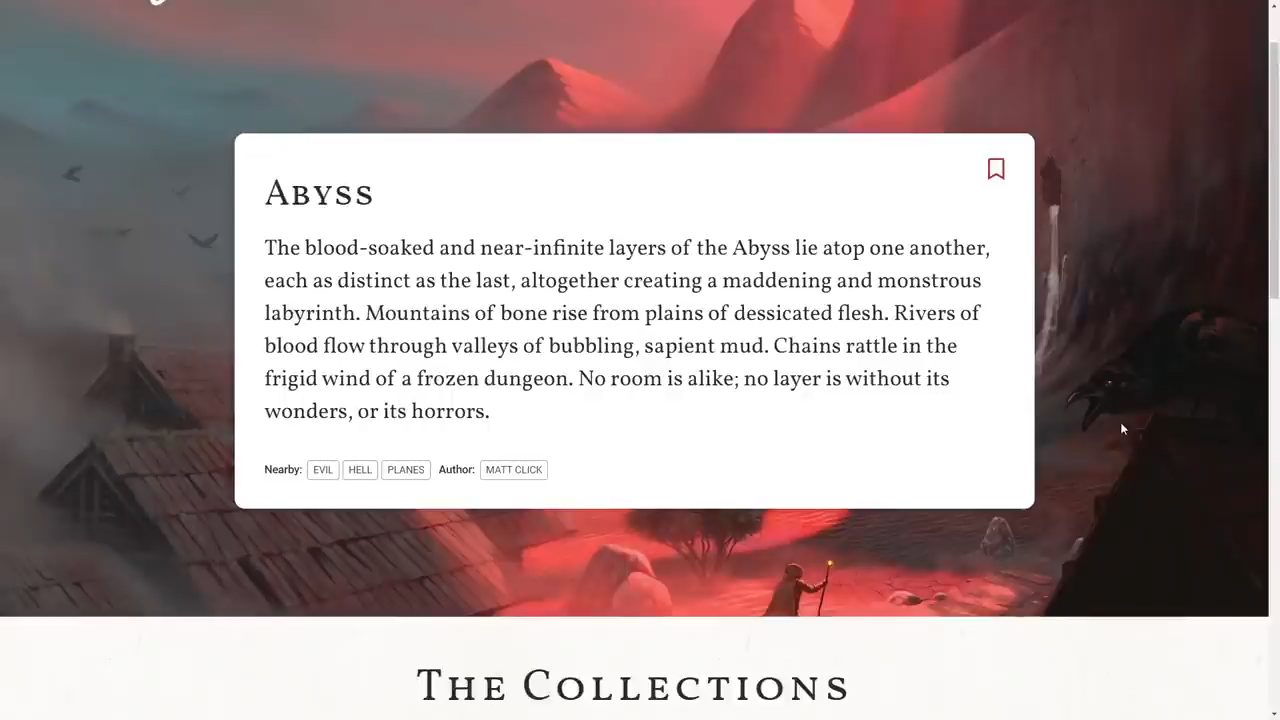 Abyss
The blood-soaked and near-infinite layers of the Abyss lie atop one another,
each as distinct as the last, altogether creating a maddening and monstrous
labyrinth. Mountains of bone rise from plains of dessicated flesh. Rivers of
blood flow through valleys of bubbling, sapient mud. Chains rattle in the
frigid wind of a frozen dungeon. No room is alike; no layer is without its
wonders, or its horrors.
Nearby: EVIL HELL PLANES Author: MATT CLICK
The Collections